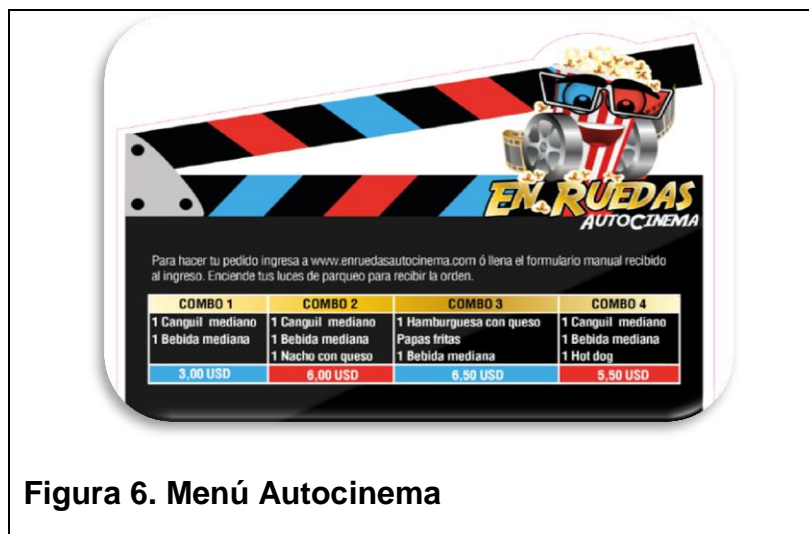 EN RUEDAS
AUTOCINEMA
Para hacer tu pedido ingresa a www.enruedasautocinema.com ó llena el formulario manual recibido
al ingreso. Enciende tus luces de parqueo para recibir la orden.
COMBO 1 COMBO 2 COMBO 3 COMBO 4
1 Canguil mediano 1 Canguil mediano 1 Hamburguesa con queso 1 Canguil mediano
1 Bebida mediana 1 Bebida mediana Papas fritas 1 Bebida mediana
1 Nacho con queso 1 Bebida mediana 1 Hot dog
3,00 USD 6,00 USD 6,50 USD 5,50 USD
Figura 6. Menú Autocinema